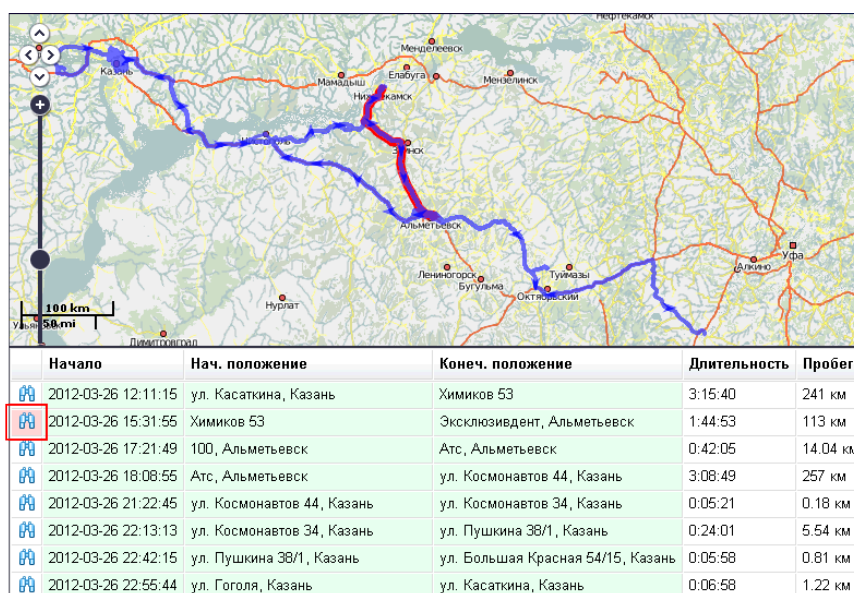 Нефтекамск
Менделеевск
Елабуга
Казань
Мамадыш
Мензелинск
Нижнекамск
Чистополь
Заинск
Альметьевск
Уфа
Алкино
Лениногорск
Туймазы
Бугульма
Октябрьский
Нурлат
100 km
50 mi
Димитровград
Начало Нач. положение Конеч. положение Длительность Пробег
2012-03-26 12:11:15 ул. Касаткина, Казань Химиков 53 3:15:40 241 км
2012-03-26 15:31:55 Химиков 53 Эксклюзивдент, Альметьевск 1:44:53 113 км
2012-03-26 17:21:49 100, Альметьевск Атс, Альметьевск 0:42:05 14.04 км
2012-03-26 18:08:55 Атс, Альметьевск ул. Космонавтов 44, Казань 3:08:49 257 км
2012-03-26 21:22:45 ул. Космонавтов 44, Казань ул. Космонавтов 34, Казань 0:05:21 0.18 км
2012-03-26 22:13:13 ул. Космонавтов 34, Казань ул. Пушкина 38/1, Казань 0:24:01 5.54 км
2012-03-26 22:42:15 ул. Пушкина 38/1, Казань ул. Большая Красная 54/15, Казань 0:05:58 0.81 км
2012-03-26 22:55:44 ул. Гоголя, Казань ул. Касаткина, Казань 0:06:58 1.22 км